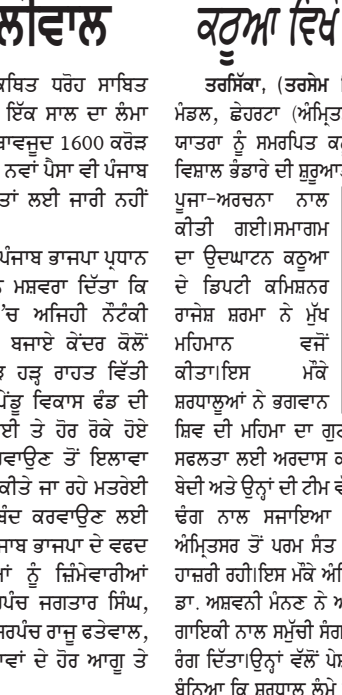 ਲੀਵਾਲ
ਕਥਿਤ ਧਰੋਹ ਸਾਬਿਤ
ਇੱਕ ਸਾਲ ਦਾ ਲੰਮਾ
ਬਾਵਜੂਦ 1600 ਕਰੋੜ
ਨਵਾਂ ਪੈਸਾ ਵੀ ਪੰਜਾਬ
ਤਾਂ ਲਈ ਜਾਰੀ ਨਹੀਂ
ਪੰਜਾਬ ਭਾਜਪਾ ਪ੍ਰਧਾਨ
ਮਸ਼ਵਰਾ ਦਿੱਤਾ ਕਿ
'ਚ ਅਜਿਹੀ ਨੌਟੰਕੀ
ਬਜਾਏ ਕੇਂਦਰ ਕੋਲੋਂ
ਹੜ੍ਹ ਰਾਹਤ ਵਿੱਤੀ
ਪੇਂਡੂ ਵਿਕਾਸ ਫੰਡ ਦੀ
ਈ ਤੇ ਹੋਰ ਰੋਕੇ ਹੋਏ
ਵਾਉਣ ਤੋਂ ਇਲਾਵਾ
ਕੀਤੇ ਜਾ ਰਹੇ ਮਤਰੇਈ
ਬੰਦ ਕਰਵਾਉਣ ਲਈ
ਜਾਬ ਭਾਜਪਾ ਦੇ ਵਫਦ
ਆਂ ਨੂੰ ਜ਼ਿੰਮੇਵਾਰੀਆਂ
ਰਪੰਚ ਜਗਤਾਰ ਸਿੰਘ,
ਸਰਪੰਚ ਰਾਜੂ ਫਤੇਵਾਲ,
ਵਾਂ ਦੇ ਹੋਰ ਆਗੂ ਤੇ
ਕਠੂਆ ਵਿਖੇ
ਤਰਸਿੱਕਾ, (ਤਰਸੇਮ
ਮੰਡਲ, ਛੇਹਰਟਾ (ਅੰਮ੍ਰਿਤ
ਯਾਤਰਾ ਨੂੰ ਸਮਰਪਿਤ ਕ
ਵਿਸ਼ਾਲ ਭੰਡਾਰੇ ਦੀ ਸ਼ੁਰੂਆਤ
ਪੂਜਾ-ਅਰਚਨਾ ਨਾਲ
ਕੀਤੀ ਗਈ।ਸਮਾਗਮ
ਦਾ ਉਦਘਾਟਨ ਕਠੂਆ
ਦੇ ਡਿਪਟੀ ਕਮਿਸ਼ਨਰ
ਰਾਜੇਸ਼ ਸ਼ਰਮਾ ਨੇ ਮੁੱਖ
ਮਹਿਮਾਨ ਵਜੋਂ
ਕੀਤਾ।ਇਸ ਮੌਕੇ
ਸ਼ਰਧਾਲੂਆਂ ਨੇ ਭਗਵਾਨ
ਸ਼ਿਵ ਦੀ ਮਹਿਮਾ ਦਾ ਗੁਣ
ਸਫਲਤਾ ਲਈ ਅਰਦਾਸ ਕ
ਬੇਦੀ ਅਤੇ ਉਨ੍ਹਾਂ ਦੀ ਟੀਮ ਵੱ
ਢੰਗ ਨਾਲ ਸਜਾਇਆ
ਅੰਮ੍ਰਿਤਸਰ ਤੋਂ ਪਰਮ ਸੰਤ
ਹਾਜ਼ਰੀ ਰਹੀ।ਇਸ ਮੌਕੇ ਅੰਮ੍ਰਿ
ਡਾ. ਅਸ਼ਵਨੀ ਮੰਨਣ ਨੇ ਅ
ਗਾਇਕੀ ਨਾਲ ਸਮੁੱਚੀ ਸੰਗ
ਰੰਗ ਦਿੱਤਾ।ਉਨ੍ਹਾਂ ਵੱਲੋਂ ਪੇਸ਼
ਬੰਨਿਆ ਕਿ ਸ਼ਰਧਾਲੂ ਲੰਮੇ